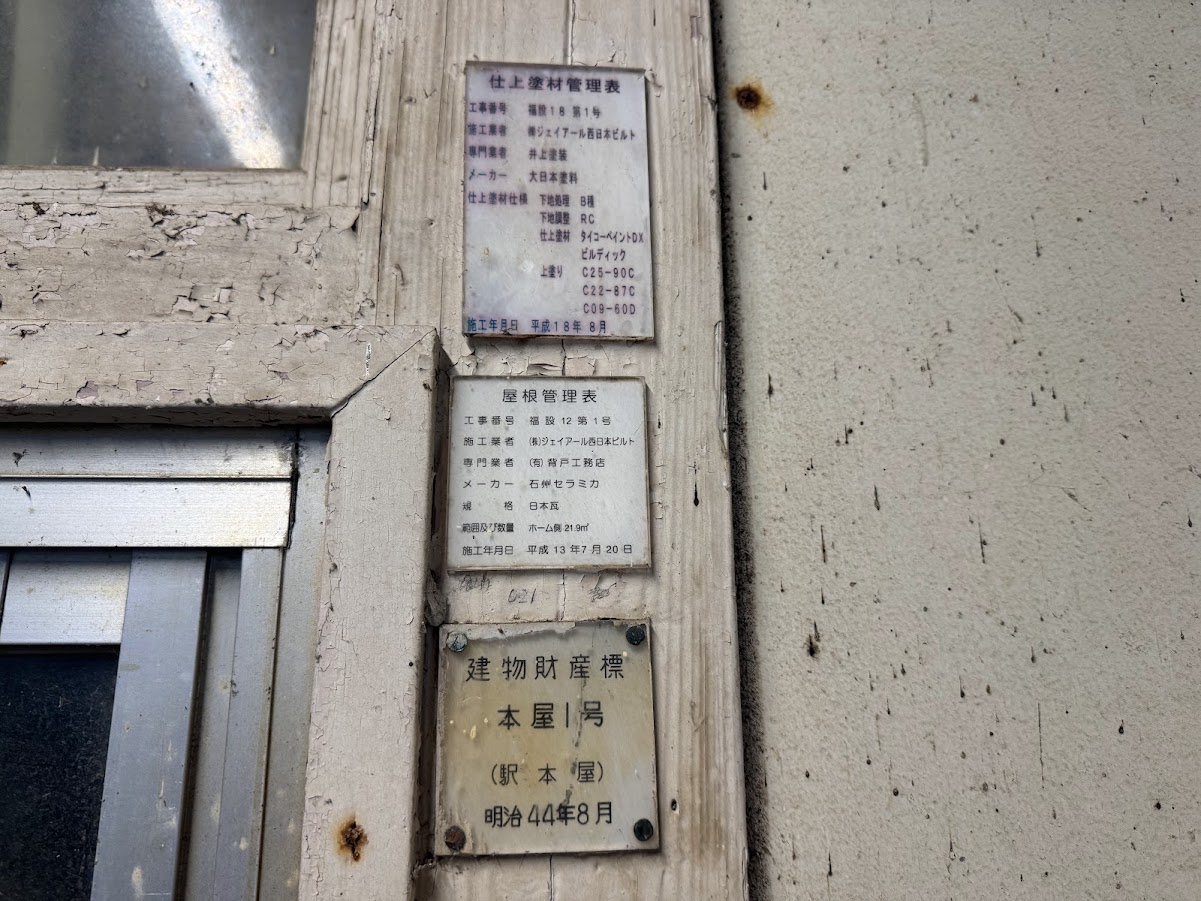 仕上塗材管理表
工事番号 福設18 第1号
施工業者 ㈱ジェイアール西日本ビルト
専門業者 井上塗装
メーカー 大日本塗料
仕上塗材仕様 下地処理 B種
下地調整 RC
仕上塗材 タイコーペイントDX
ビルディック
上塗り C25-90C
C22-87C
C09-60D
施工年月日 平成18年 8月
屋根管理表
工事番号 福設12第1号
施工業者 (株)ジェイアール西日本ビルト
専門業者 (有)背戸工務店
メーカー 石州セラミカ
規格 日本瓦
範囲及び数量 ホーム側21.9㎡
施工年月日 平成13年7月20日
建物財産標
本屋1号
(駅本屋)
明治44年8月